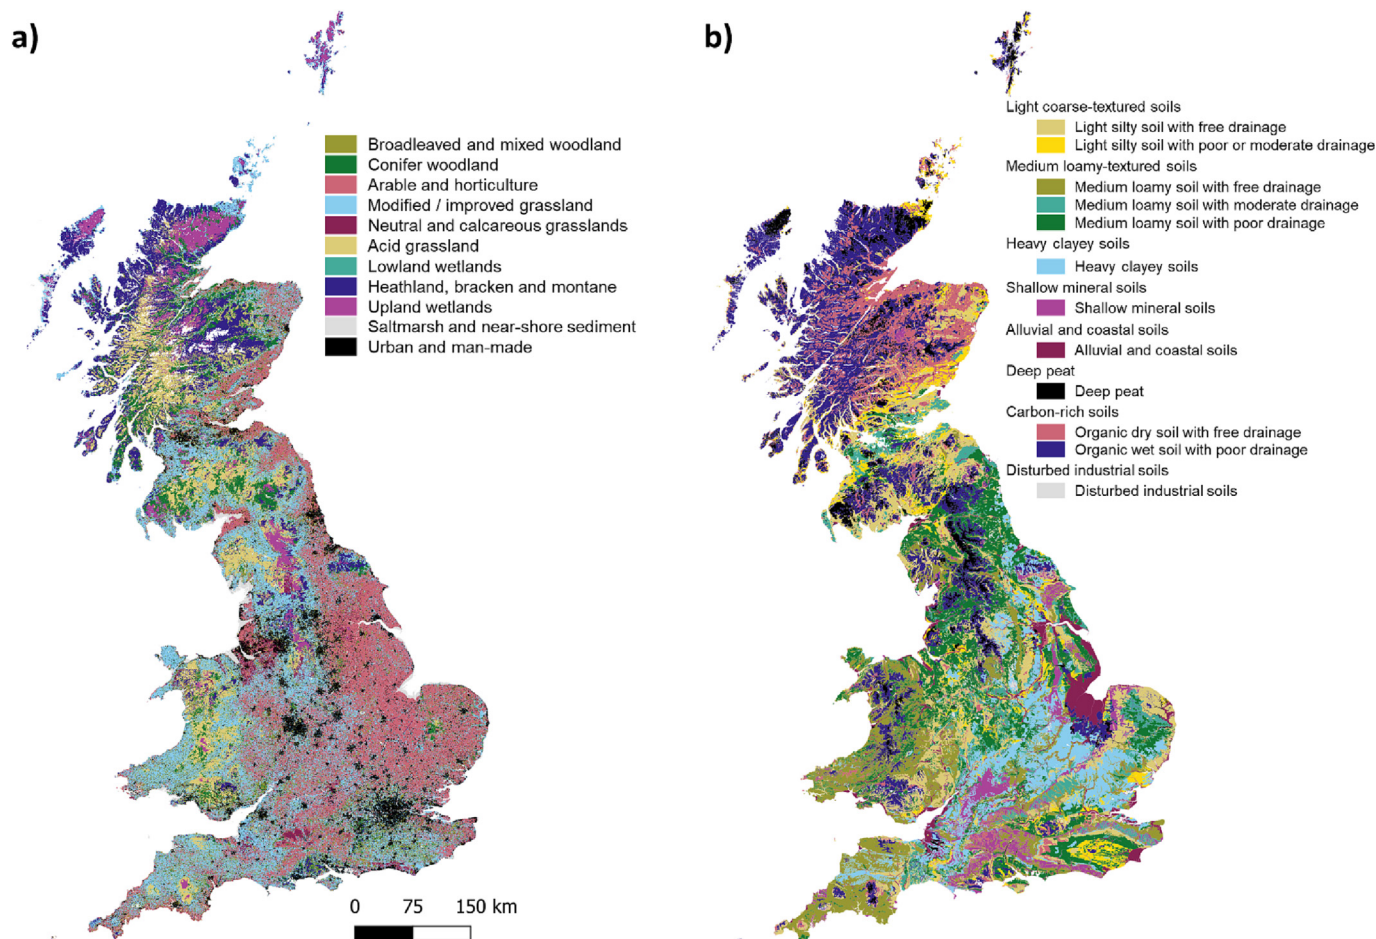 a)
Broadleaved and mixed woodland
Conifer woodland
Arable and horticulture
Modified / improved grassland
Neutral and calcareous grasslands
Acid grassland
Lowland wetlands
Heathland, bracken and montane
Upland wetlands
Saltmarsh and near-shore sediment
Urban and man-made
0 75 150 km
b)
Light coarse-textured soils
Light silty soil with free drainage
Light silty soil with poor or moderate drainage
Medium loamy-textured soils
Medium loamy soil with free drainage
Medium loamy soil with moderate drainage
Medium loamy soil with poor drainage
Heavy clayey soils
Heavy clayey soils
Shallow mineral soils
Shallow mineral soils
Alluvial and coastal soils
Alluvial and coastal soils
Deep peat
Deep peat
Carbon-rich soils
Organic dry soil with free drainage
Organic wet soil with poor drainage
Disturbed industrial soils
Disturbed industrial soils